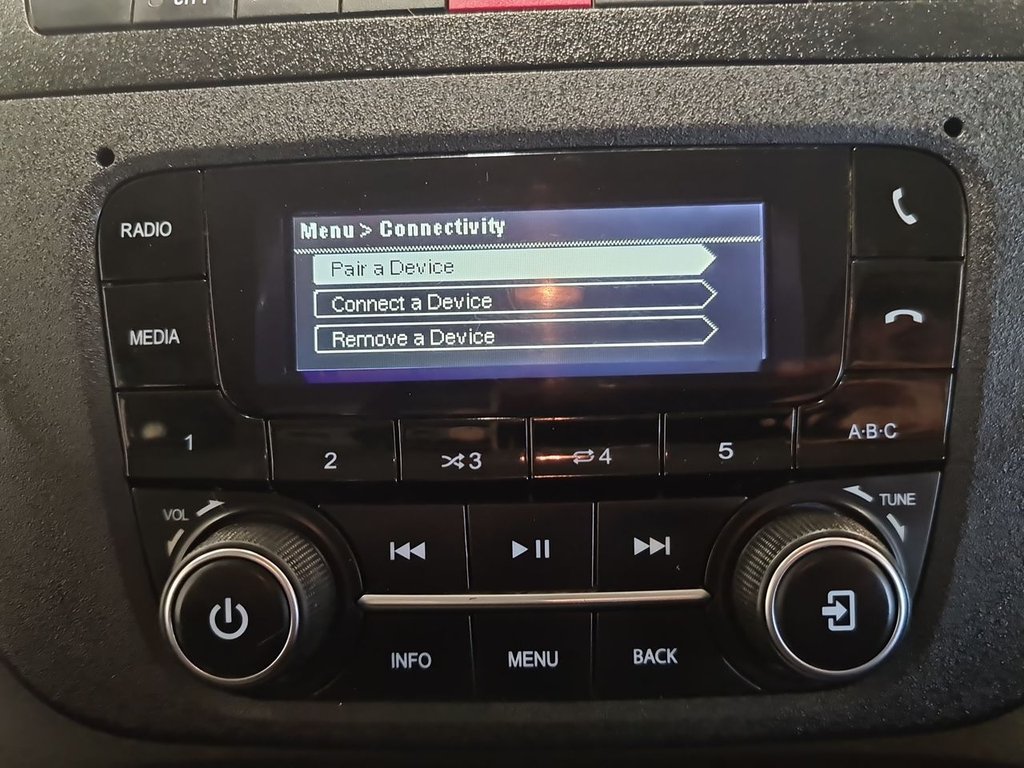 CITY
RADIO
Menu > Connectivity
Pair a Device
MEDIA
Connect a Device
Remove a Device
1
2
3
4
5
A·B·C
VOL
TUNE
INFO
MENU
BACK